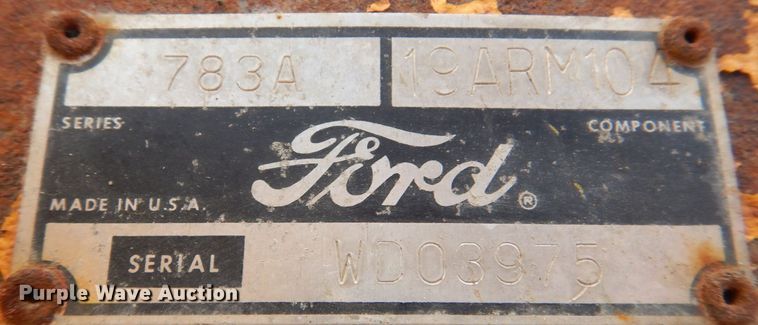 783A 19ARM104
SERIES COMPONENT
Ford ®
MADE IN U.S.A.
SERIAL WD03975
Purple Wave Auction